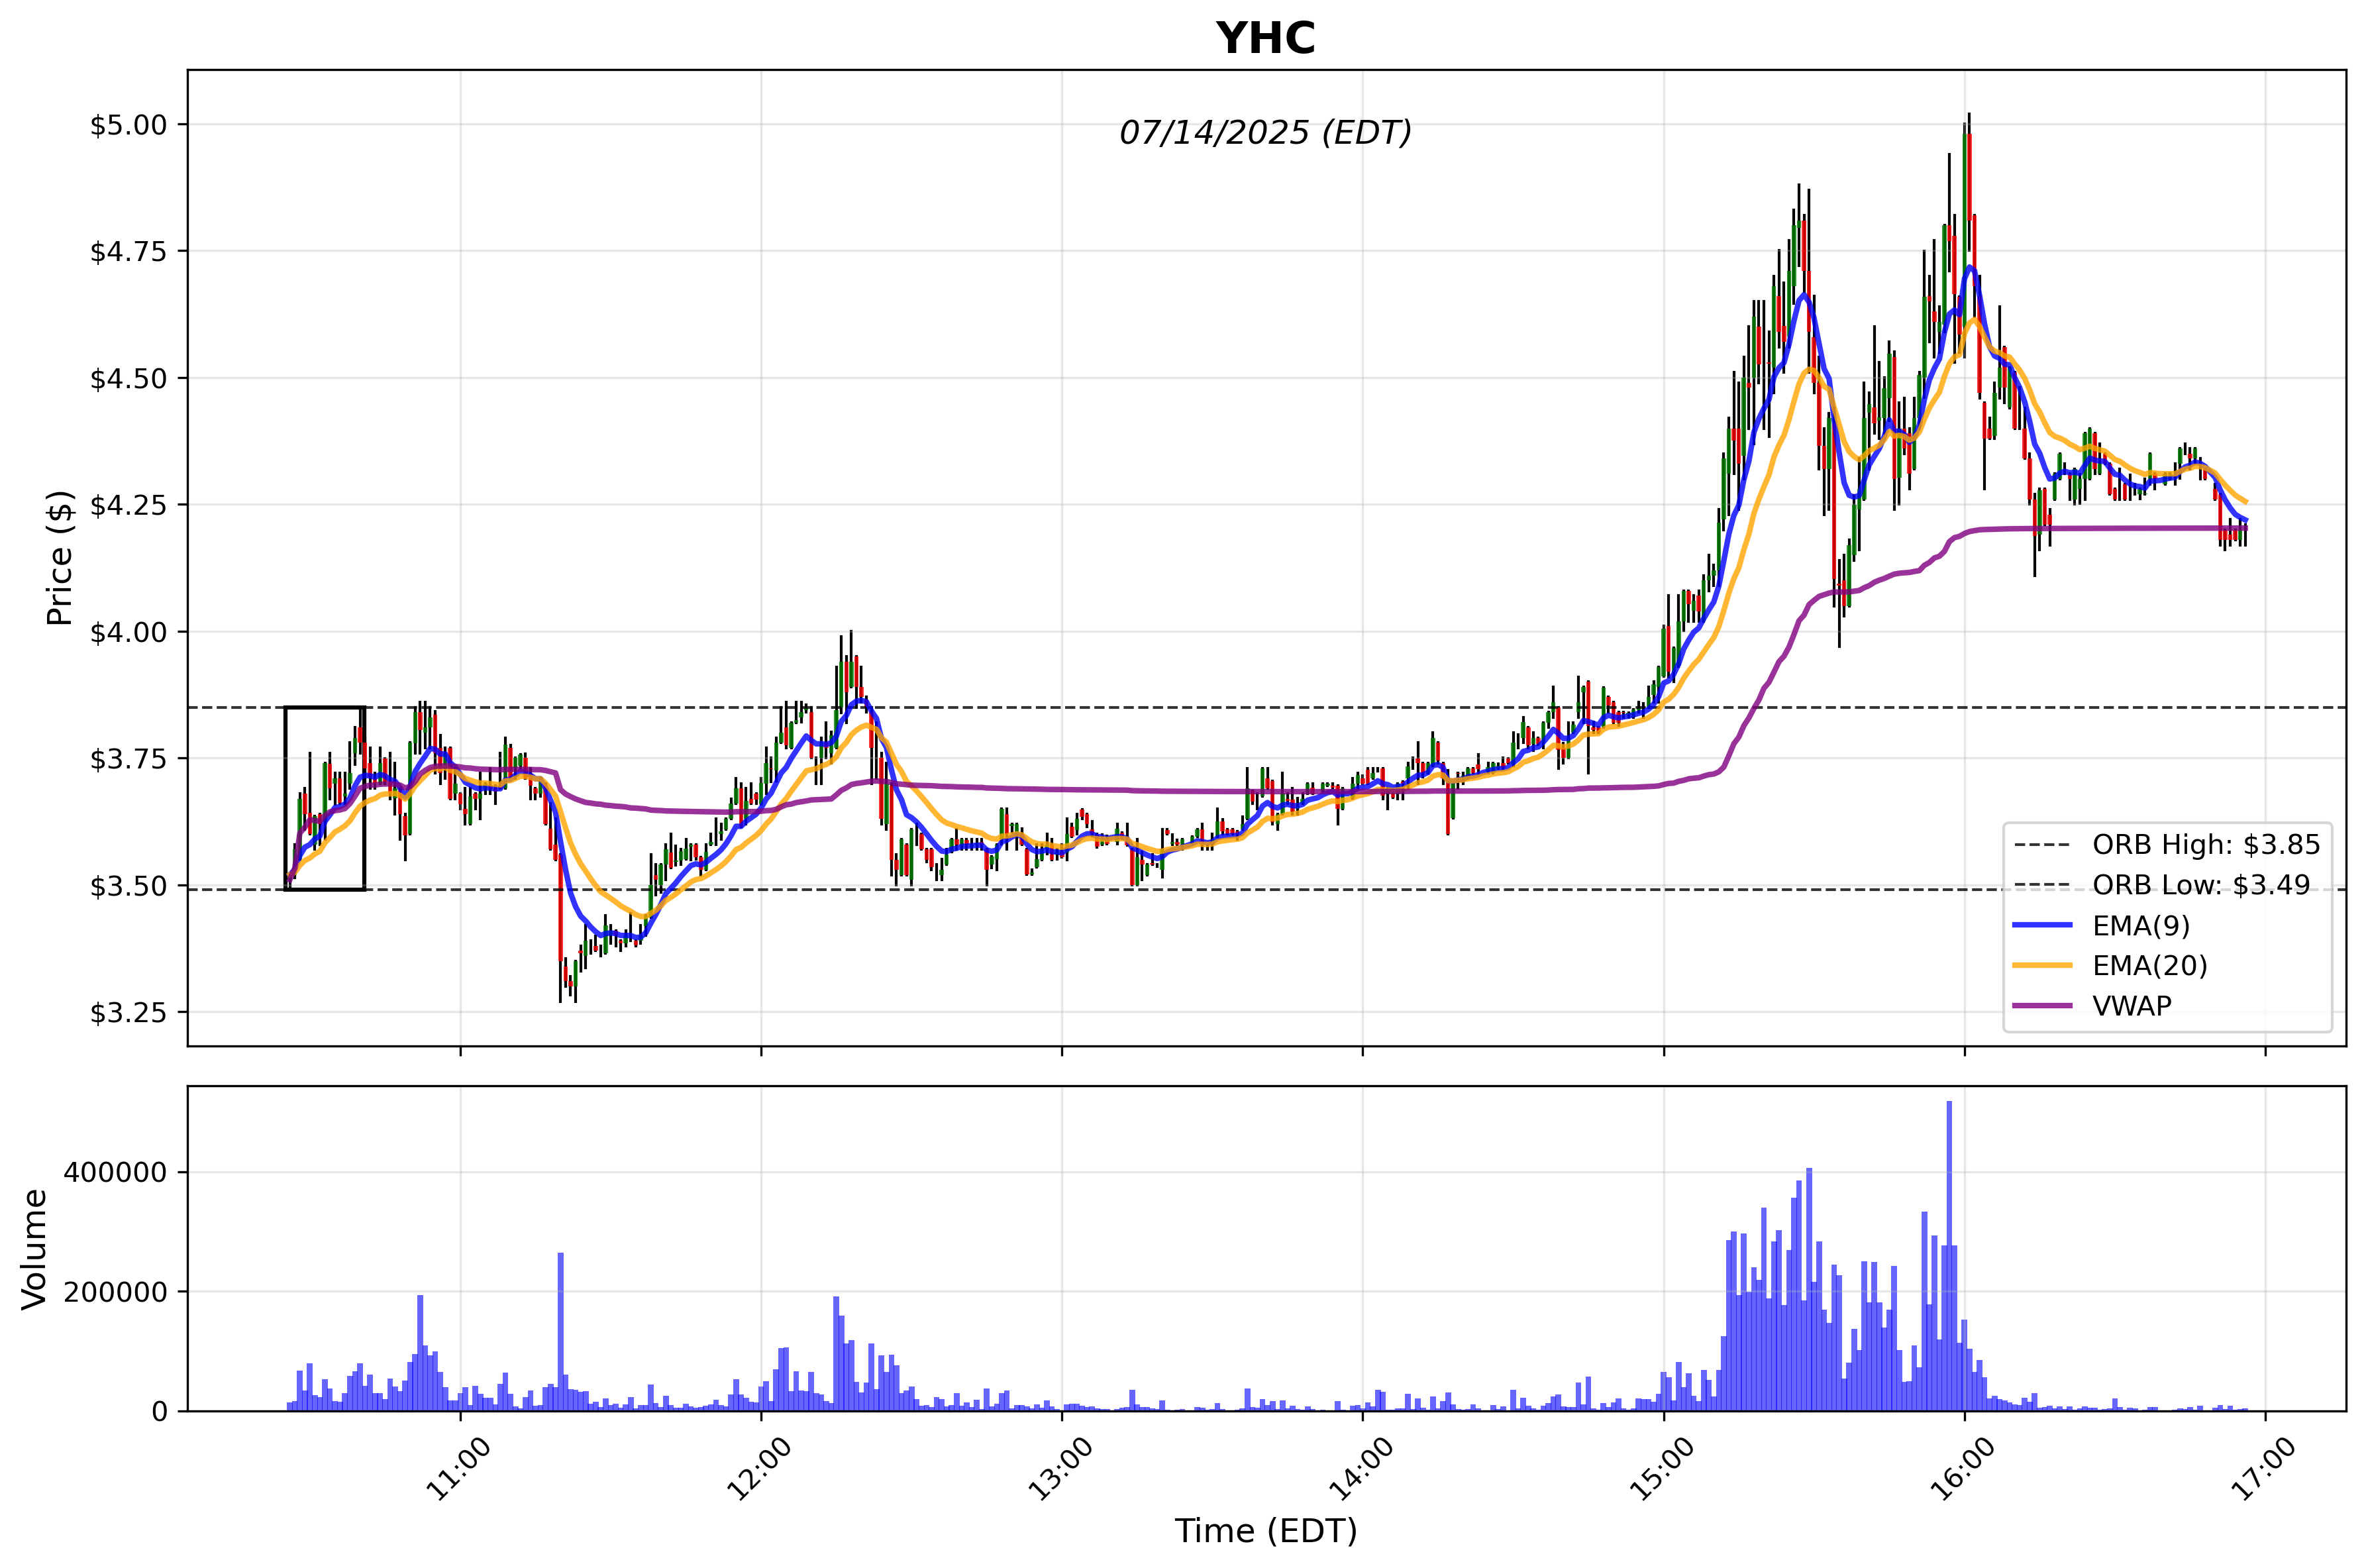 YHC
07/14/2025 (EDT)
Price ($)
$5.00
$4.75
$4.50
$4.25
$4.00
$3.75
$3.50
$3.25
ORB High: $3.85
ORB Low: $3.49
EMA(9)
EMA(20)
VWAP
Volume
400000
200000
0
11:00
12:00
13:00
14:00
15:00
16:00
17:00
Time (EDT)